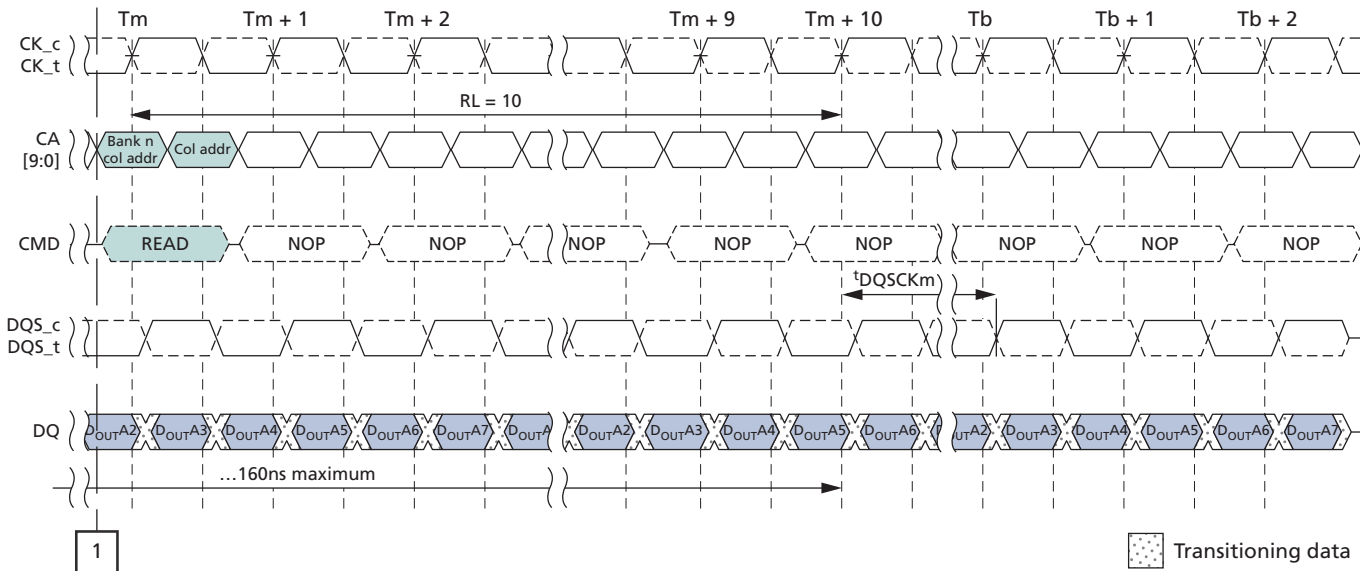 Tm Tm + 1 Tm + 2 Tm + 9 Tm + 10 Tb Tb + 1 Tb + 2
CK_c
CK_t
RL = 10
CA
[9:0]
Bank n
col addr
Col addr
CMD READ NOP NOP NOP NOP NOP NOP NOP NOP
tDQSCKm
DQS_c
DQS_t
DQ DOUTA2 DOUTA3 DOUTA4 DOUTA5 DOUTA6 DOUTA7 DOUTA DOUTA2 DOUTA3 DOUTA4 DOUTA5 DOUTA6 OUTA2 DOUTA3 DOUTA4 DOUTA5 DOUTA6 DOUTA7
…160ns maximum
1
Transitioning data